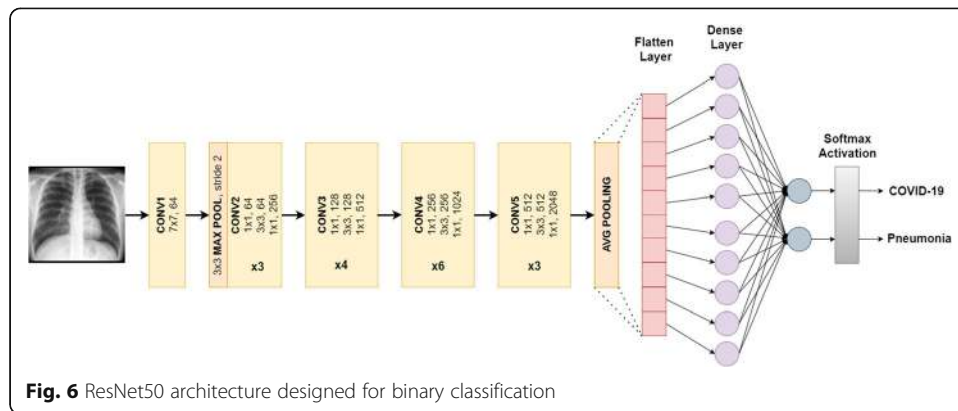 Flatten
Layer
Dense
Layer
Softmax
Activation
CONV1
7x7, 64
3x3 MAX POOL, stride 2
CONV2
1x1, 64
3x3, 64
1x1, 256
x3
CONV3
1x1, 128
3x3, 128
1x1, 512
x4
CONV4
1x1, 256
3x3, 256
1x1, 1024
x6
CONV5
1x1, 512
3x3, 512
1x1, 2048
x3
AVG POOLING
COVID-19
Pneumonia
Fig. 6 ResNet50 architecture designed for binary classification